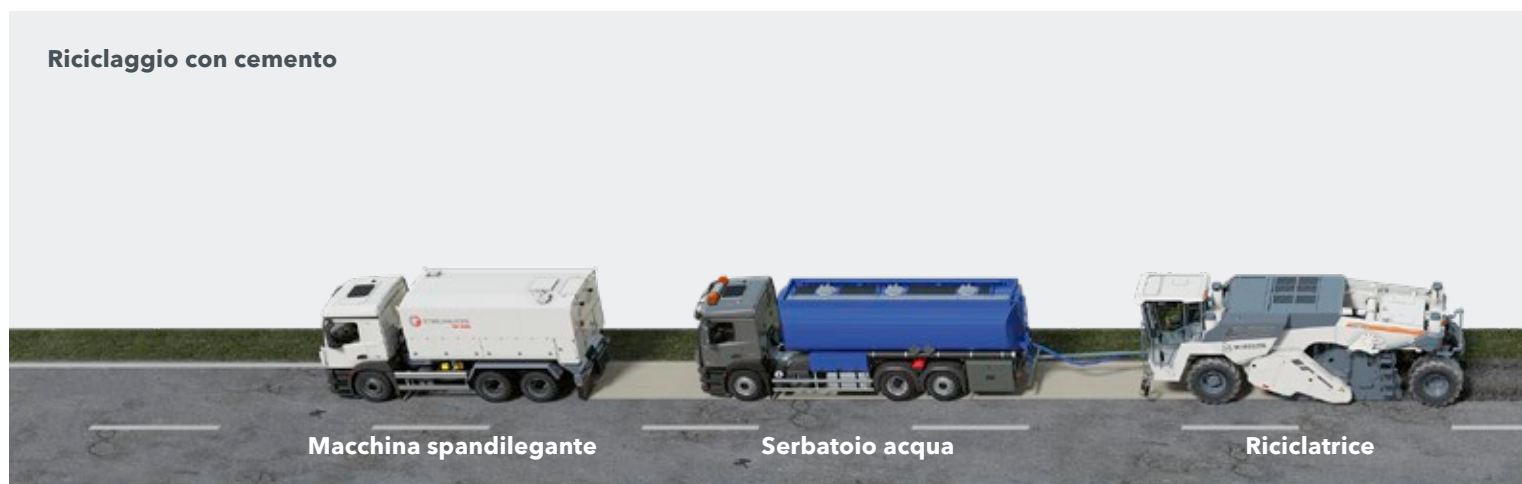 Riciclaggio con cemento
Macchina spandilegante
Serbatoio acqua
Riciclatrice